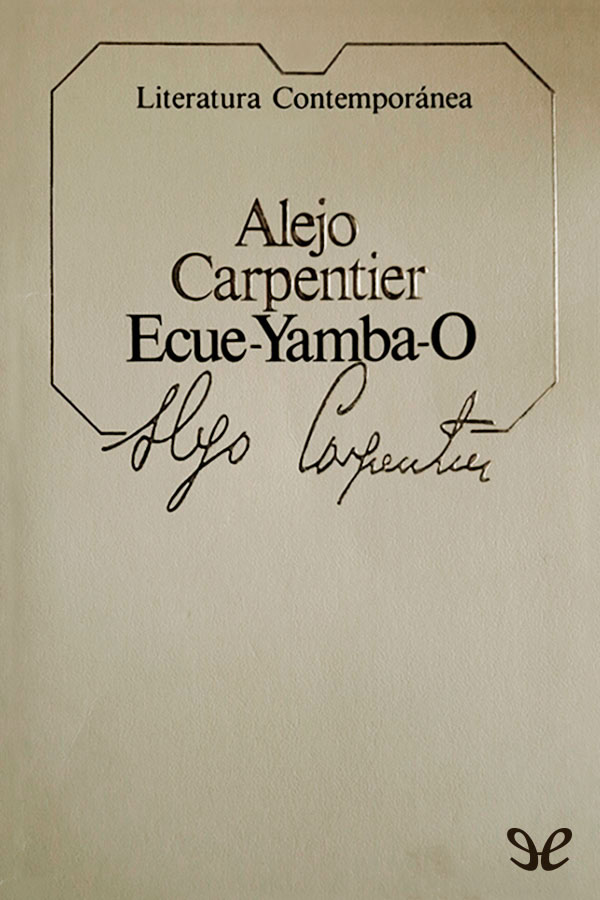 Literatura Contemporánea
Alejo
Carpentier
Ecue-Yamba-O
Alejo Carpentier